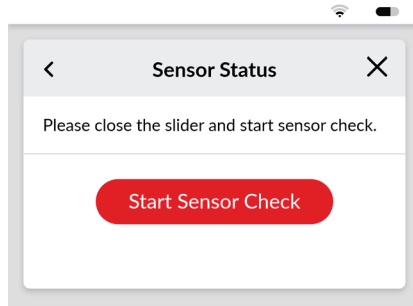 Sensor Status
Please close the slider and start sensor check.
Start Sensor Check